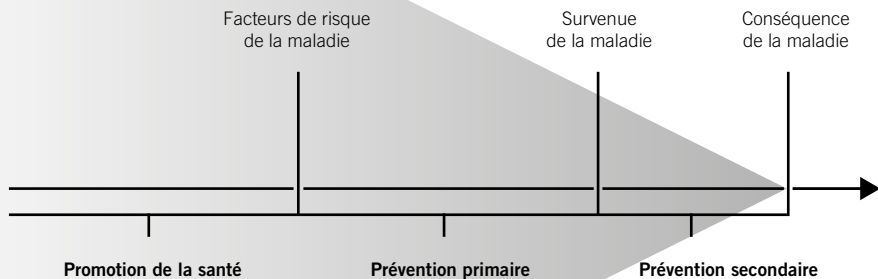 Facteurs de risque
de la maladie
Survenue
de la maladie
Conséquence
de la maladie
Promotion de la santé
Prévention primaire
Prévention secondaire